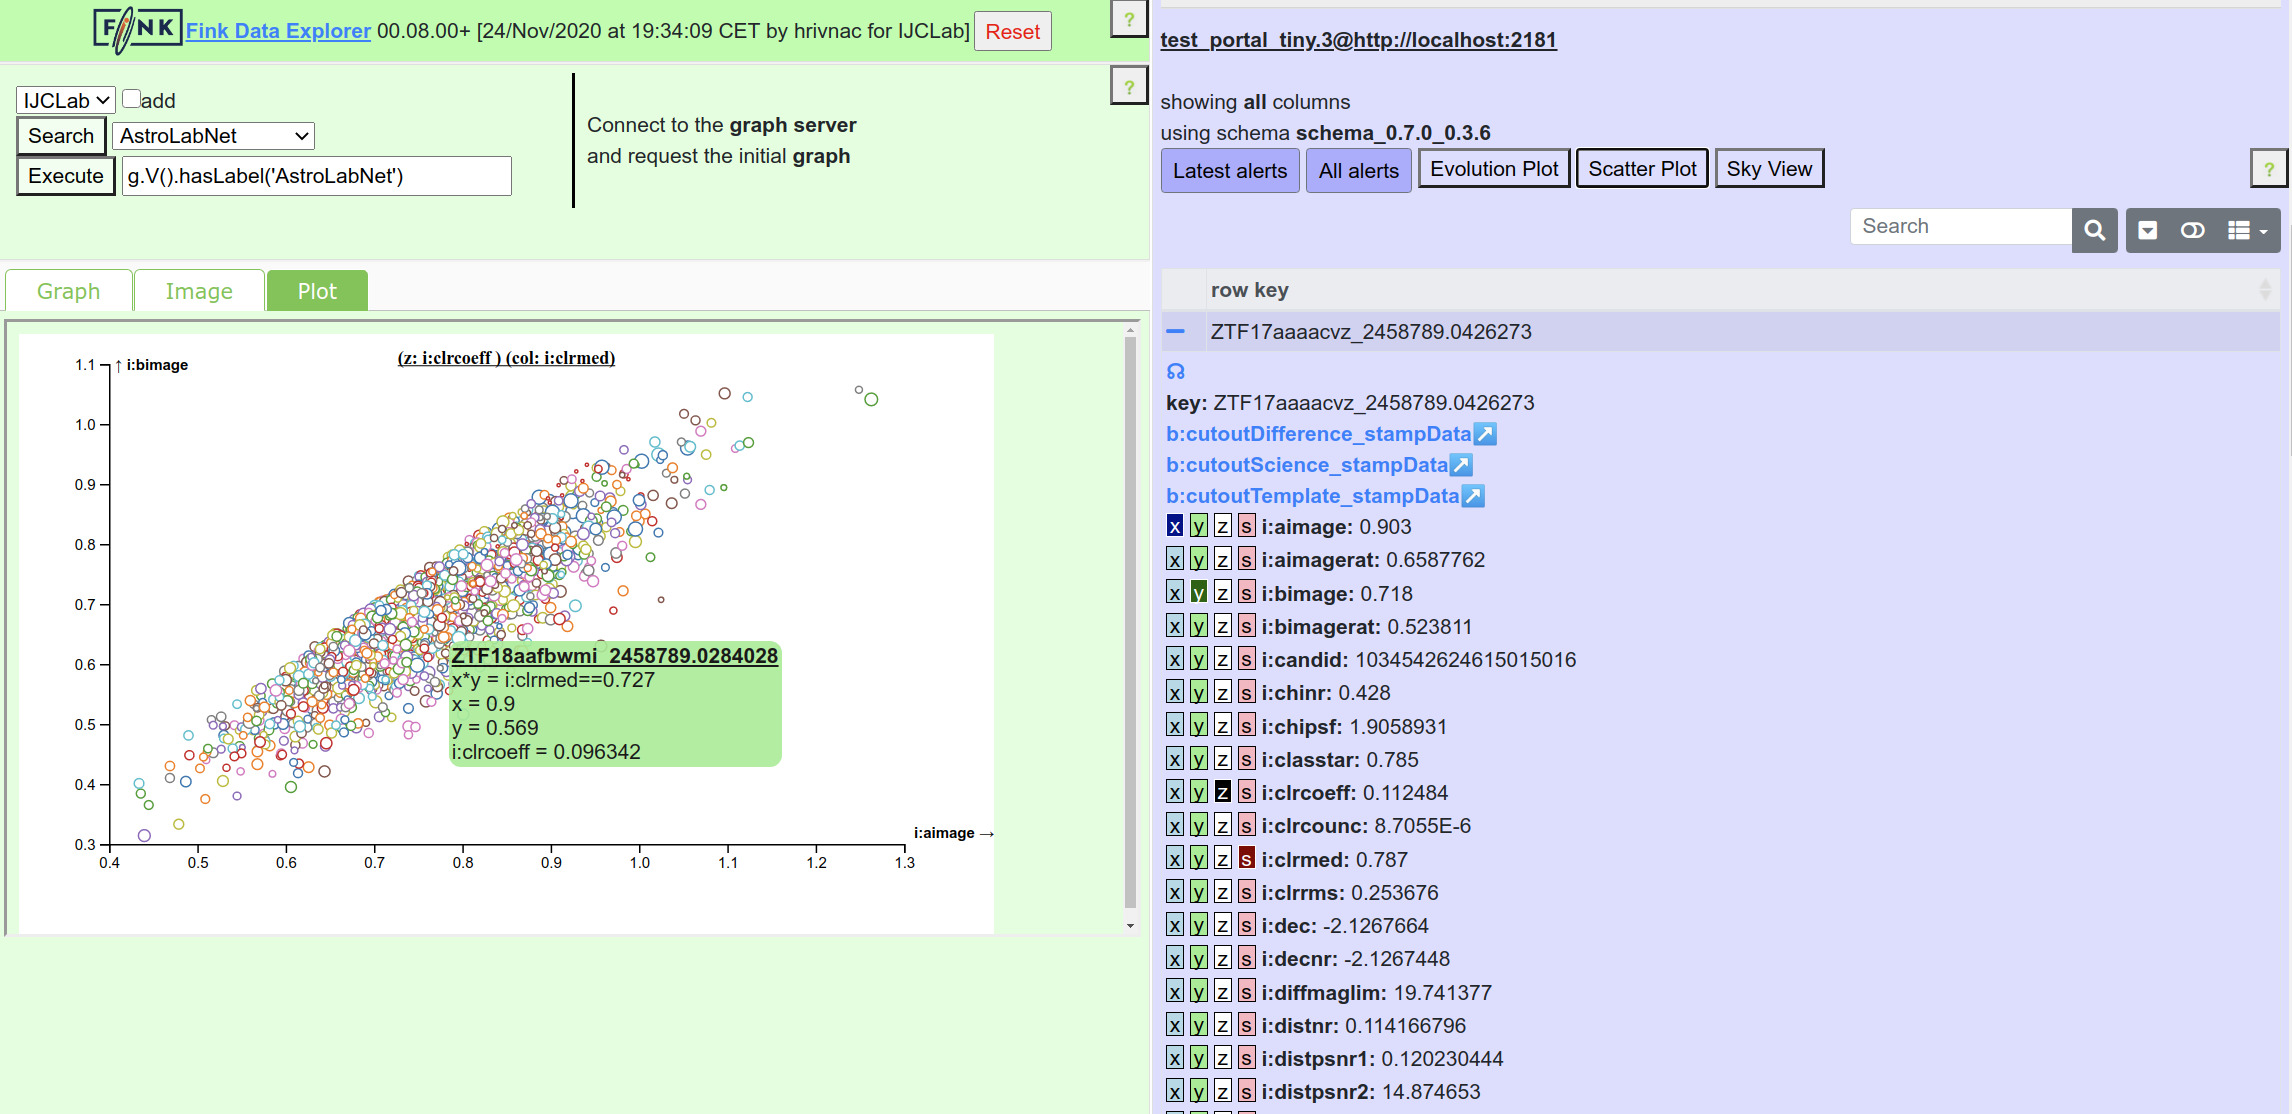 FINK Fink Data Explorer 00.08.00+ [24/Nov/2020 at 19:34:09 CET by hrivnac for IJCLab] Reset ?
IJCLab add
Search AstroLabNet
Execute g.V().hasLabel('AstroLabNet')
?
Connect to the graph server
and request the initial graph
Graph Image Plot
(z: i:clrcoeff ) (col: i:clrmed)
↑ i:bimage
1.1
1.0
0.9
0.8
0.7
0.6
0.5
0.4
0.3
ZTF18aafbwmi_2458789.0284028
x*y = i:clrmed==0.727
x = 0.9
y = 0.569
i:clrcoeff = 0.096342
i:aimage →
0.4 0.5 0.6 0.7 0.8 0.9 1.0 1.1 1.2 1.3
test_portal_tiny.3@http://localhost:2181
showing all columns
using schema schema_0.7.0_0.3.6
Latest alerts All alerts Evolution Plot Scatter Plot Sky View ?
Search
row key
ZTF17aaaacvz_2458789.0426273
key: ZTF17aaaacvz_2458789.0426273
b:cutoutDifference_stampData
b:cutoutScience_stampData
b:cutoutTemplate_stampData
x y z s i:aimage: 0.903
x y z s i:aimagerat: 0.6587762
x y z s i:bimage: 0.718
x y z s i:bimagerat: 0.523811
x y z s i:candid: 1034542624615015016
x y z s i:chinr: 0.428
x y z s i:chipsf: 1.9058931
x y z s i:classtar: 0.785
x y z s i:clrcoeff: 0.112484
x y z s i:clrcounc: 8.7055E-6
x y z s i:clrmed: 0.787
x y z s i:clrrms: 0.253676
x y z s i:dec: -2.1267664
x y z s i:decnr: -2.1267448
x y z s i:diffmaglim: 19.741377
x y z s i:distnr: 0.114166796
x y z s i:distpsnr1: 0.120230444
x y z s i:distpsnr2: 14.874653